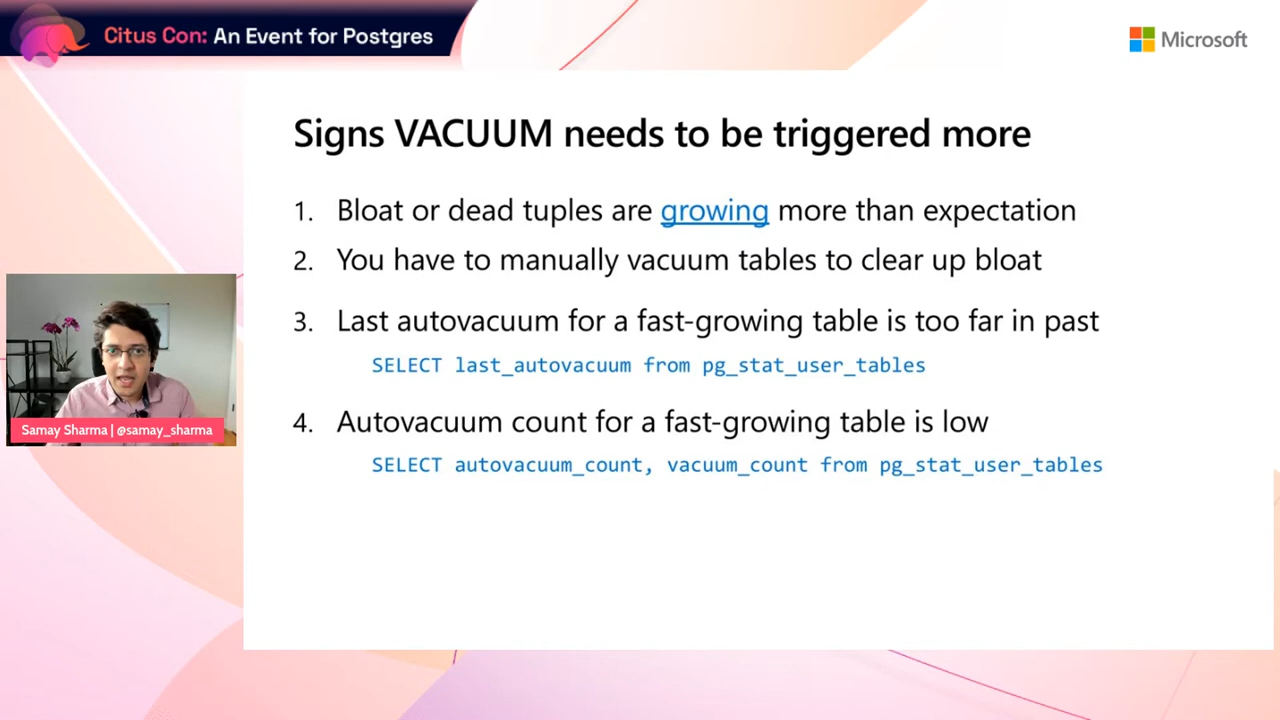 Citus Con: An Event for Postgres
Microsoft
Signs VACUUM needs to be triggered more
1. Bloat or dead tuples are growing more than expectation
2. You have to manually vacuum tables to clear up bloat
3. Last autovacuum for a fast-growing table is too far in past
SELECT last_autovacuum from pg_stat_user_tables
4. Autovacuum count for a fast-growing table is low
SELECT autovacuum_count, vacuum_count from pg_stat_user_tables
Samay Sharma | @samay_sharma